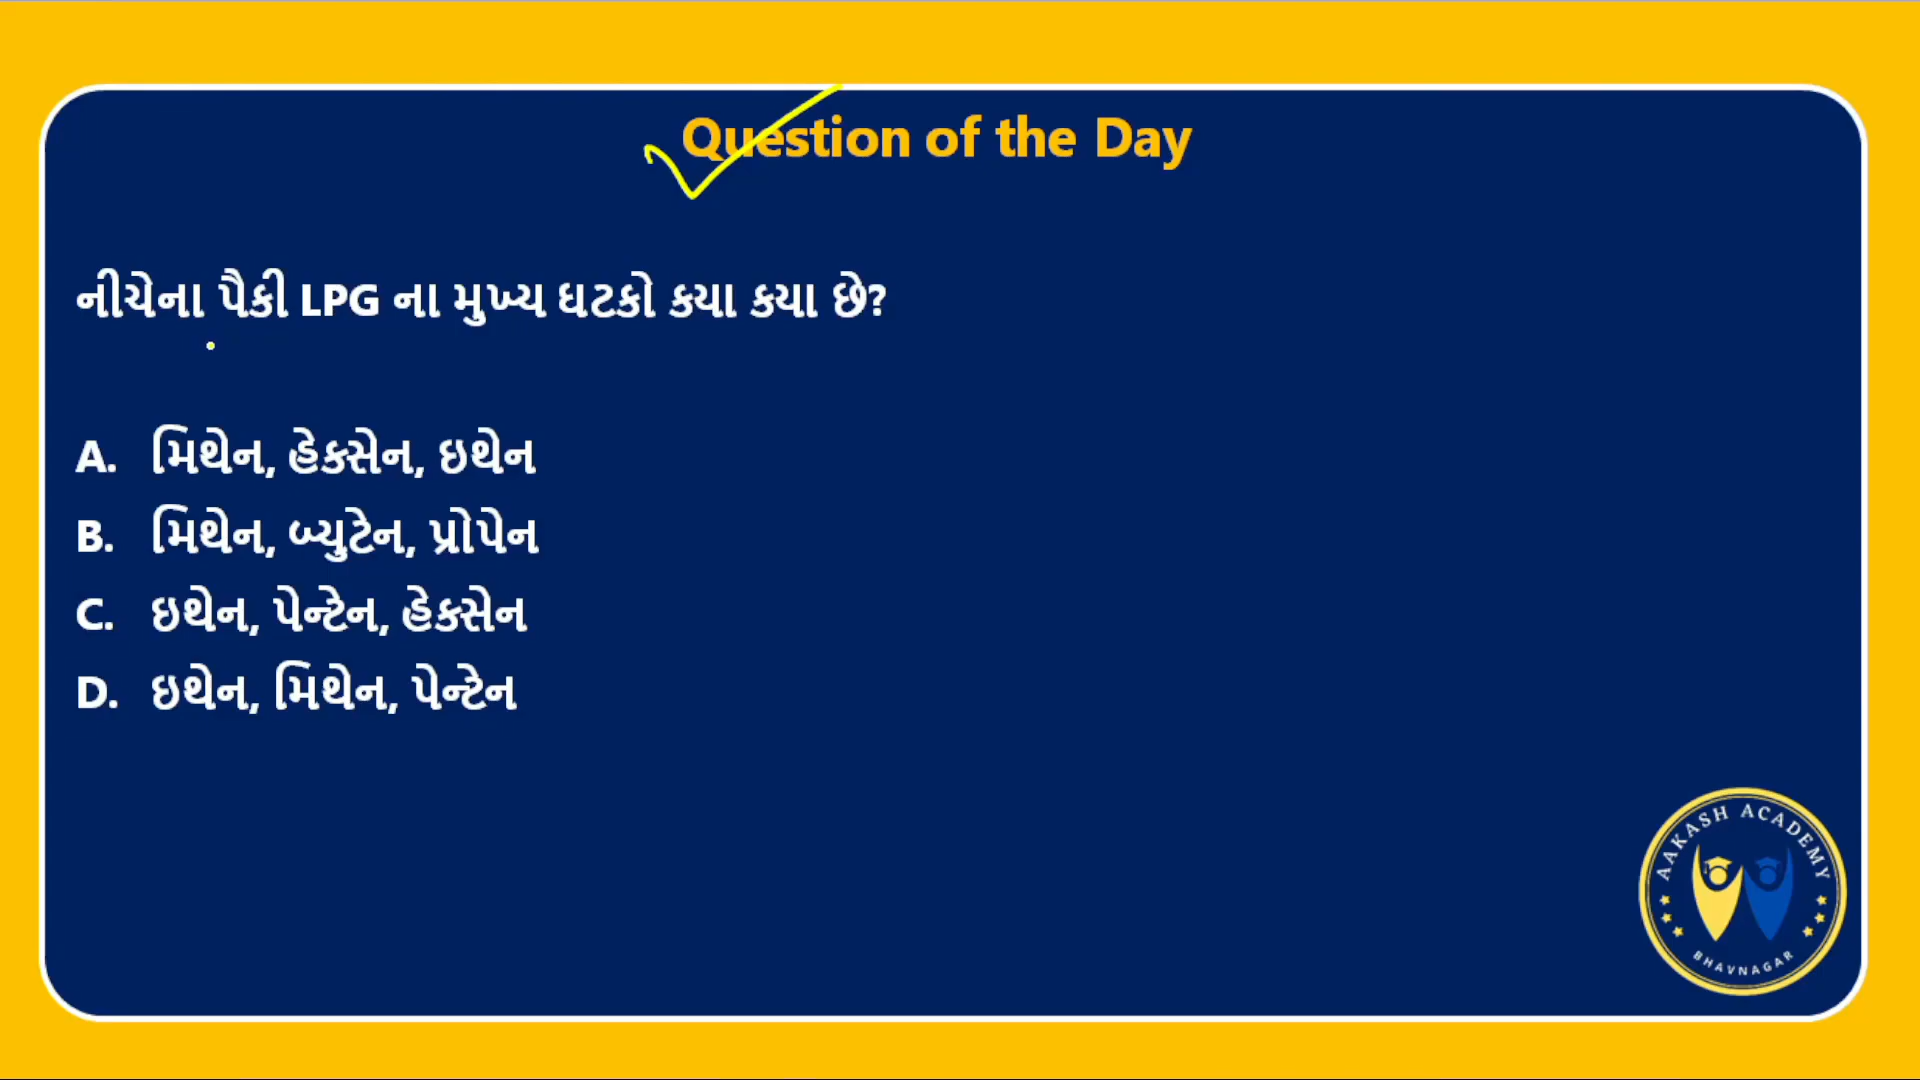 Question of the Day
નીચેના પૈકી LPG ના મુખ્ય ઘટકો કયા કયા છે?
A. મિથેન, હેક્સેન, ઇથેન
B. મિથેન, બ્યુટેન, પ્રોપેન
C. ઇથેન, પેન્ટેન, હેક્સેન
D. ઇથેન, મિથેન, પેન્ટેન
AAKASH ACADEMY
BHAVNAGAR